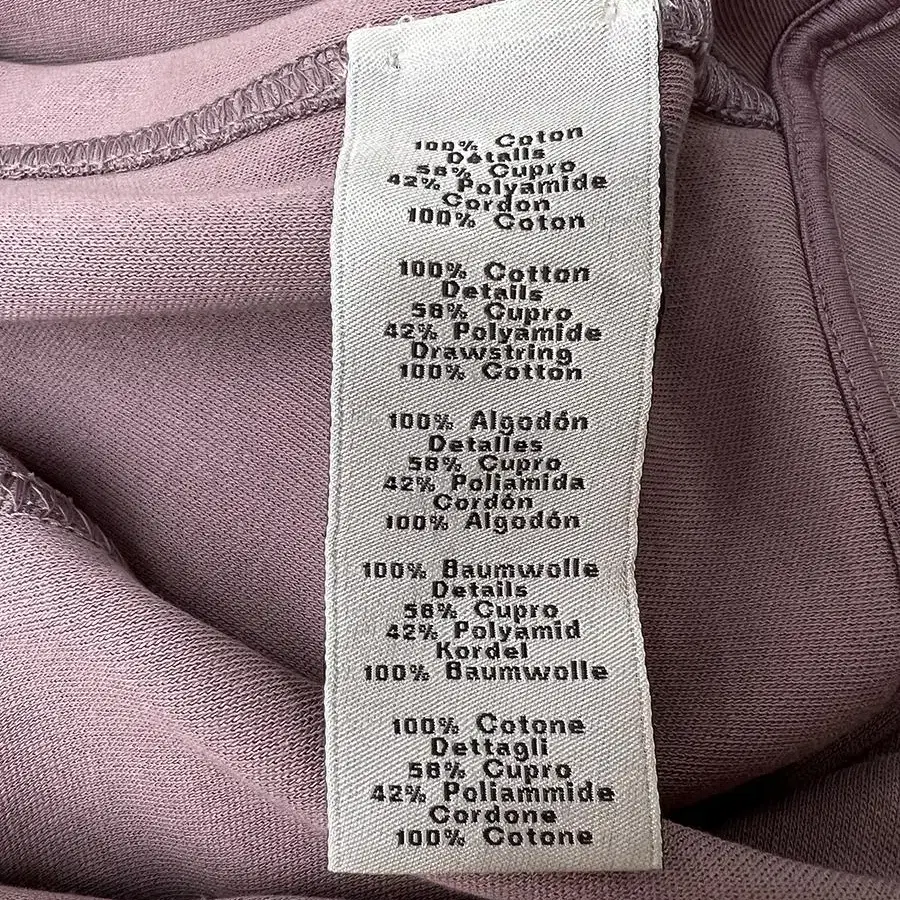 100% Coton
Détails
58% Cupro
42% Polyamide
Cordon
100% Coton
100% Cotton
Details
58% Cupro
42% Polyamide
Drawstring
100% Cotton
100% Algodón
Detalles
58% Cupro
42% Poliamida
Cordón
100% Algodón
100% Baumwolle
Details
58% Cupro
42% Polyamid
Kordel
100% Baumwolle
100% Cotone
Dettagli
58% Cupro
42% Poliammide
Cordone
100% Cotone